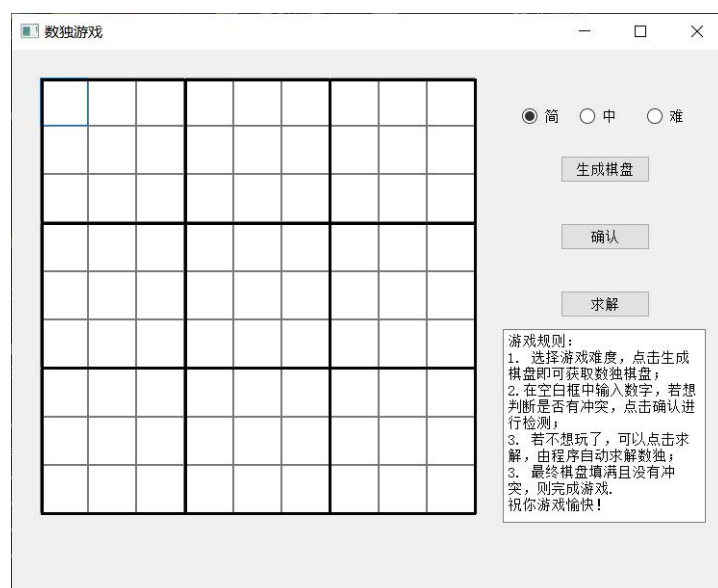 数独游戏
简 中 难
生成棋盘
确认
求解
游戏规则:
1. 选择游戏难度，点击生成
棋盘即可获取数独棋盘；
2.在空白框中输入数字，若想
判断是否有冲突，点击确认进
行检测；
3. 若不想玩了，可以点击求
解，由程序自动求解数独；
3. 最终棋盘填满且没有冲
突，则完成游戏.
祝你游戏愉快！